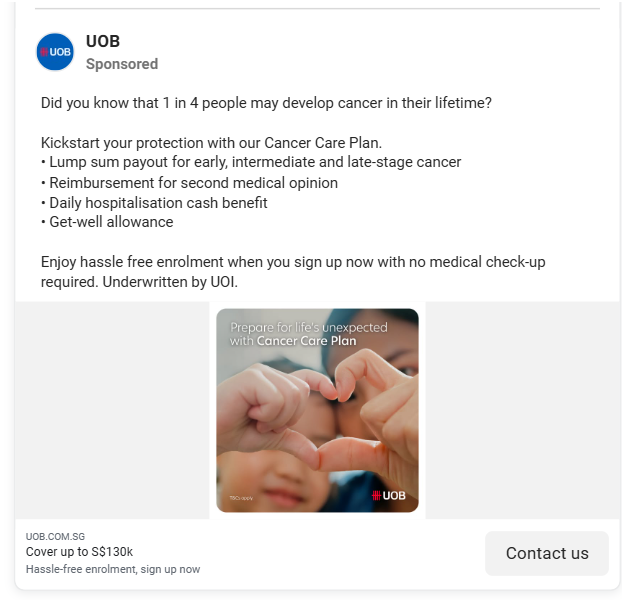 UOB
UOB
Sponsored
Did you know that 1 in 4 people may develop cancer in their lifetime?
Kickstart your protection with our Cancer Care Plan.
• Lump sum payout for early, intermediate and late-stage cancer
• Reimbursement for second medical opinion
• Daily hospitalisation cash benefit
• Get-well allowance
Enjoy hassle free enrolment when you sign up now with no medical check-up
required. Underwritten by UOI.
Prepare for life's unexpected
with Cancer Care Plan
T&Cs apply.
UOB
UOB.COM.SG
Cover up to S$130k
Hassle-free enrolment, sign up now
Contact us